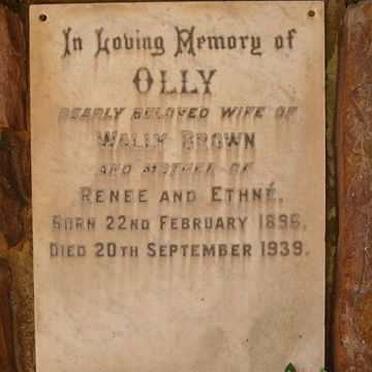 In Loving Memory of
OLLY
DEARLY BELOVED WIFE OF
WALLY BROWN
AND MOTHER OF
RENEE AND ETHNÉ.
BORN 22ND FEBRUARY 1896.
DIED 20TH SEPTEMBER 1939.